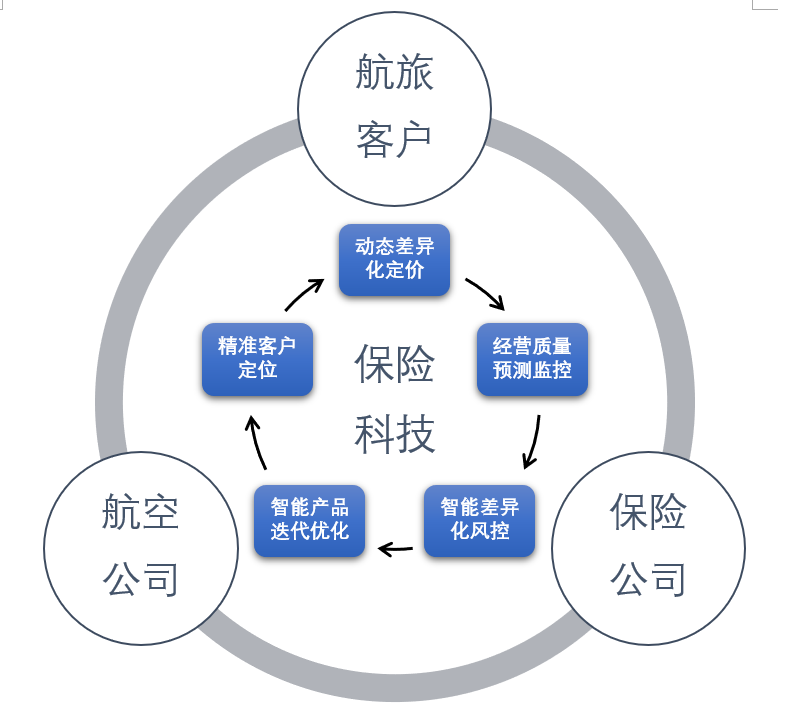 航旅
客户
动态差异
化定价
精准客户
定位
保险
科技
经营质量
预测监控
航空
公司
智能产品
迭代优化
智能差异
化风控
保险
公司